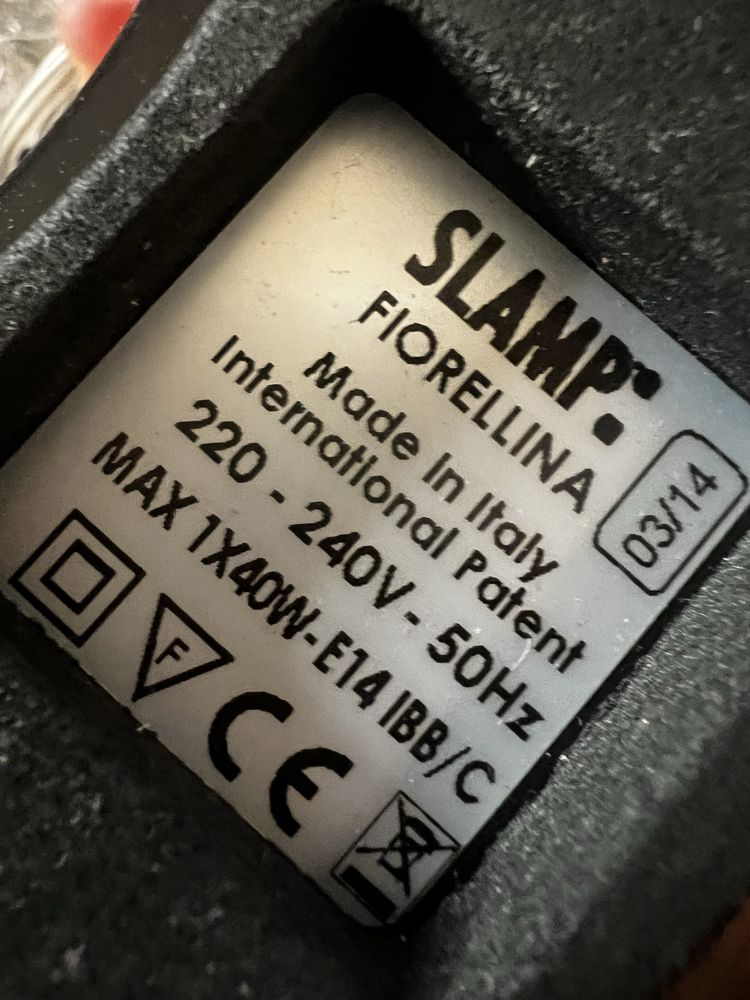 SLAMP:
FIORELLINA
03/14
Made in Italy
International Patent
220 - 240V - 50Hz
MAX 1X40W-E14 IBB/C
F
CE